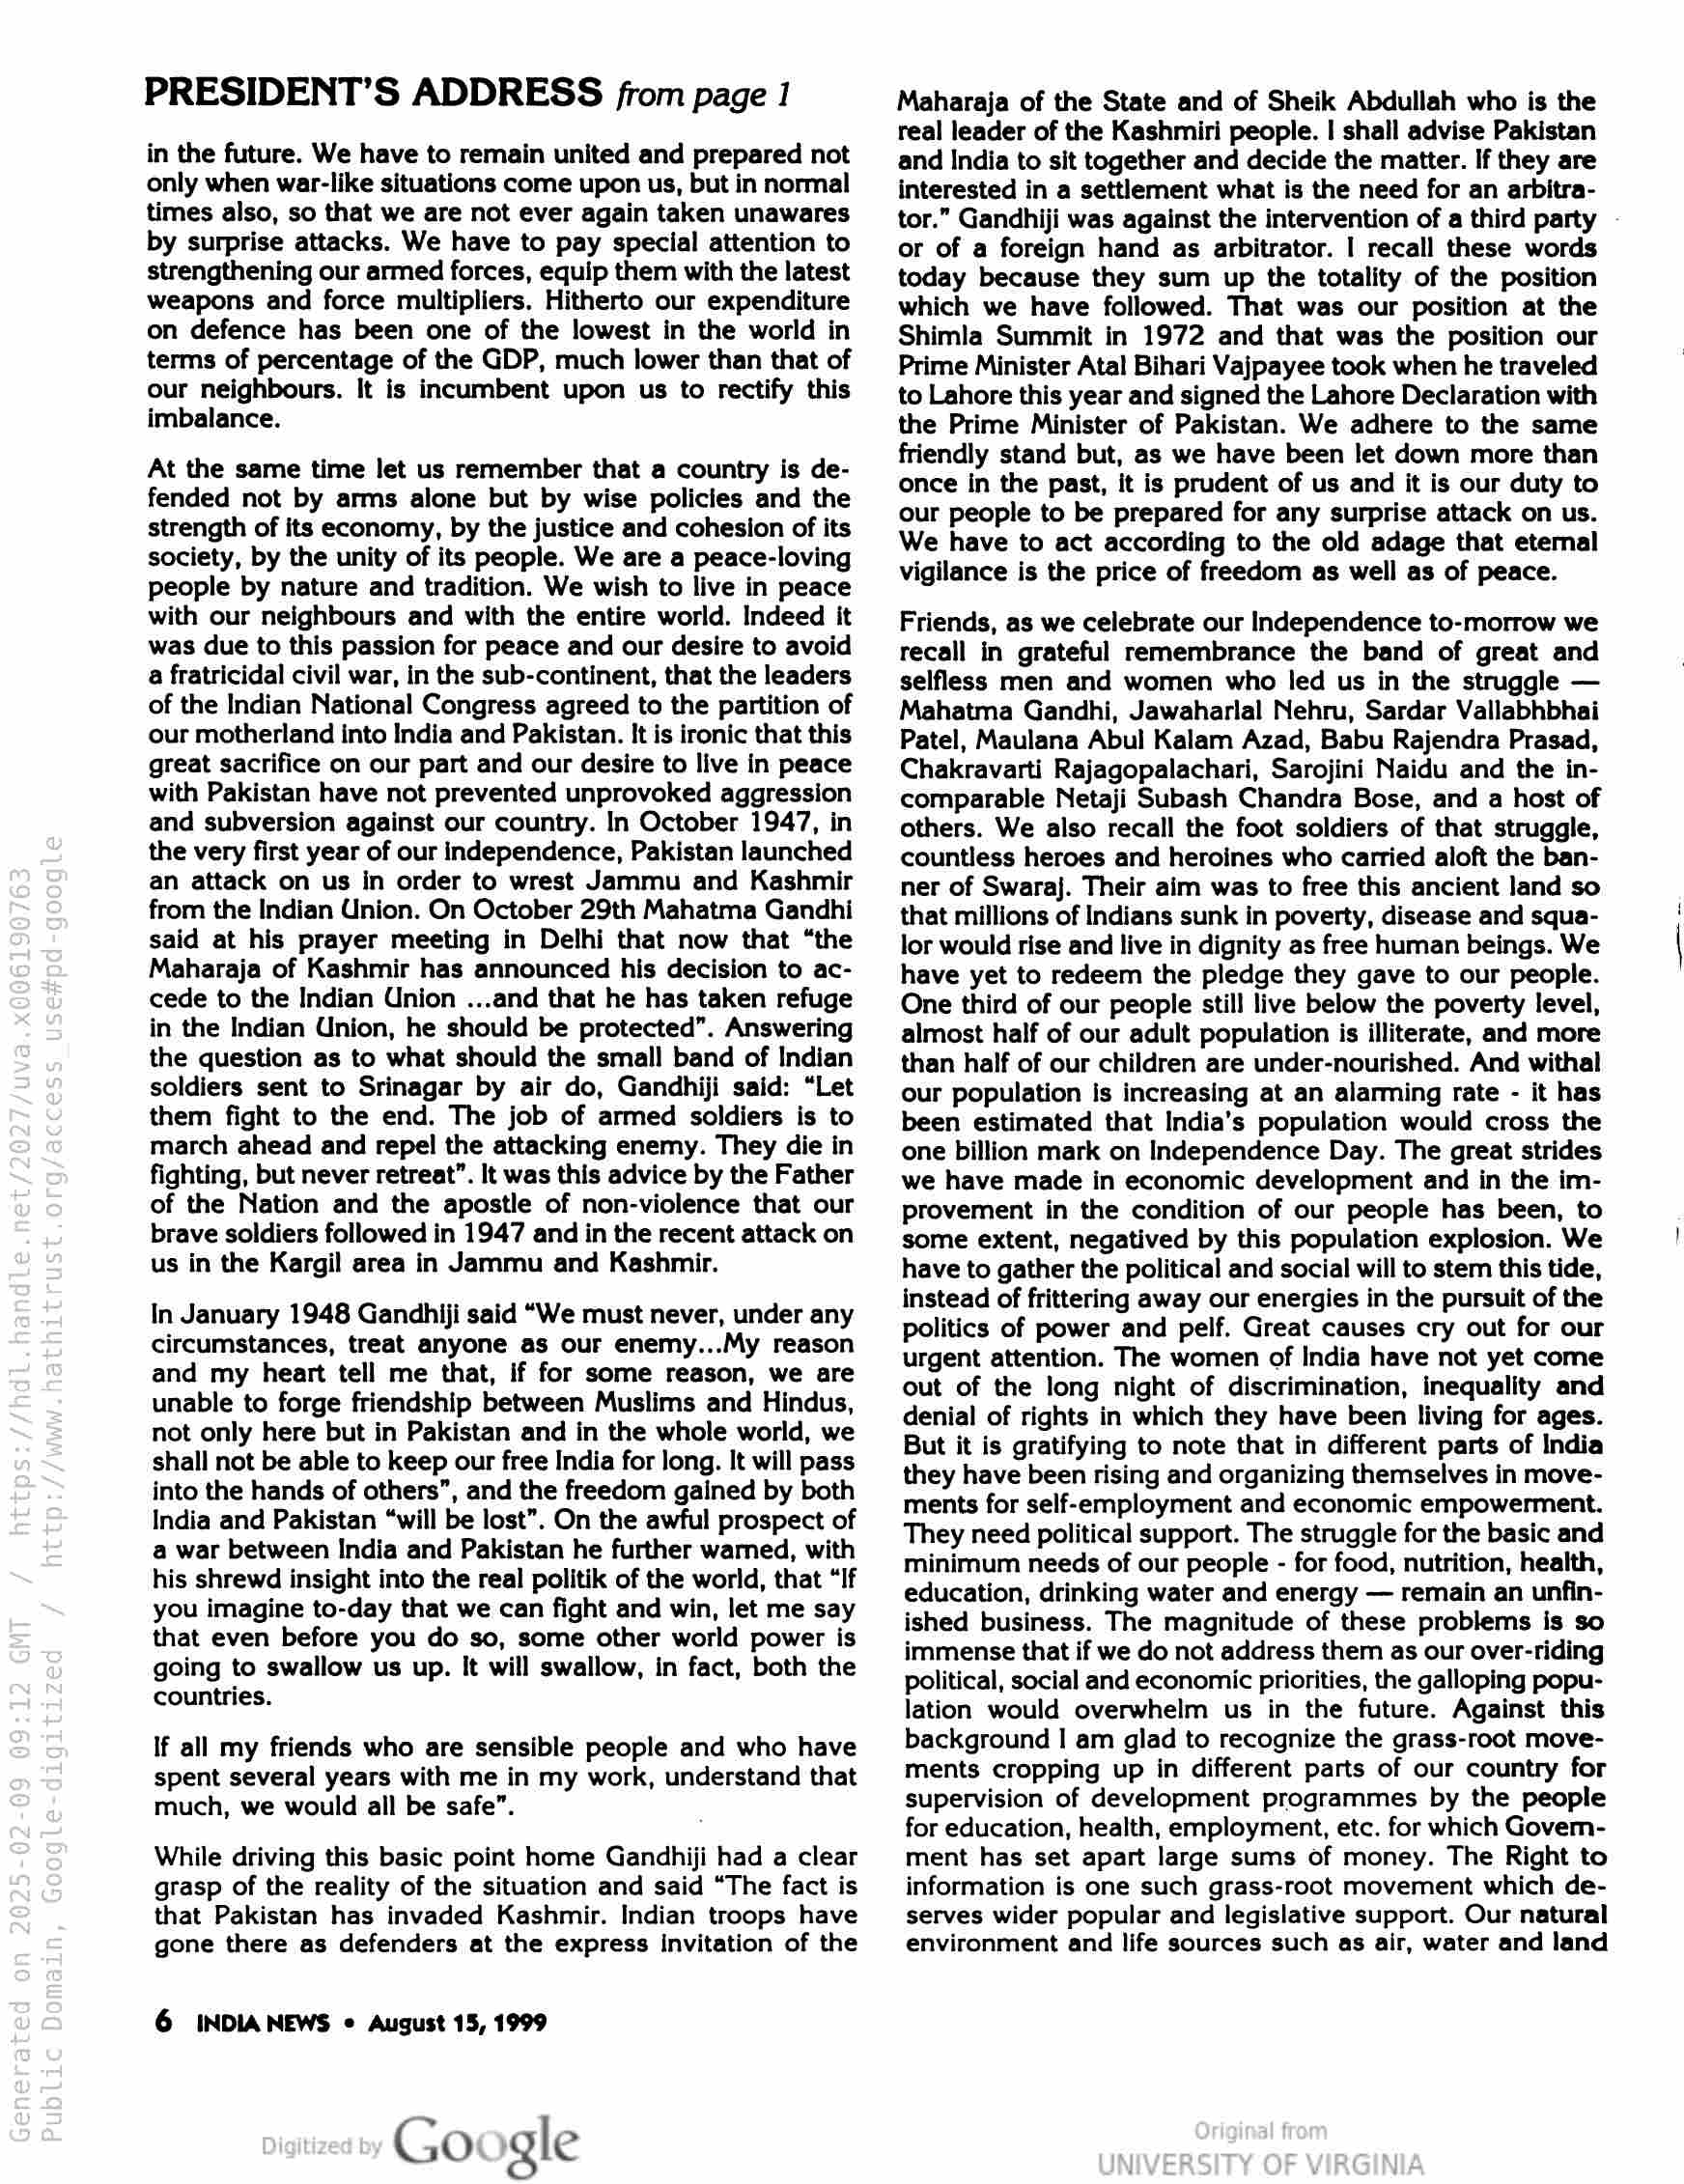 PRESIDENT'S ADDRESS from page 1
in the future. We have to remain united and prepared not
only when war-like situations come upon us, but in normal
times also, so that we are not ever again taken unawares
by surprise attacks. We have to pay special attention to
strengthening our armed forces, equip them with the latest
weapons and force multipliers. Hitherto our expenditure
on defence has been one of the lowest in the world in
terms of percentage of the GDP, much lower than that of
our neighbours. It is incumbent upon us to rectify this
imbalance.
At the same time let us remember that a country is de-
fended not by arms alone but by wise policies and the
strength of its economy, by the justice and cohesion of its
society, by the unity of its people. We are a peace-loving
people by nature and tradition. We wish to live in peace
with our neighbours and with the entire world. Indeed it
was due to this passion for peace and our desire to avoid
a fratricidal civil war, in the sub-continent, that the leaders
of the Indian National Congress agreed to the partition of
our motherland into India and Pakistan. It is ironic that this
great sacrifice on our part and our desire to live in peace
with Pakistan have not prevented unprovoked aggression
and subversion against our country. In October 1947, in
the very first year of our independence, Pakistan launched
an attack on us in order to wrest Jammu and Kashmir
from the Indian Union. On October 29th Mahatma Gandhi
said at his prayer meeting in Delhi that now that "the
Maharaja of Kashmir has announced his decision to ac-
cede to the Indian Union ...and that he has taken refuge
in the Indian Union, he should be protected". Answering
the question as to what should the small band of Indian
soldiers sent to Srinagar by air do, Gandhiji said: "Let
them fight to the end. The job of armed soldiers is to
march ahead and repel the attacking enemy. They die in
fighting, but never retreat". It was this advice by the Father
of the Nation and the apostle of non-violence that our
brave soldiers followed in 1947 and in the recent attack on
us in the Kargil area in Jammu and Kashmir.
In January 1948 Gandhiji said "We must never, under any
circumstances, treat anyone as our enemy...My reason
and my heart tell me that, if for some reason, we are
unable to forge friendship between Muslims and Hindus,
not only here but in Pakistan and in the whole world, we
shall not be able to keep our free India for long. It will pass
into the hands of others", and the freedom gained by both
India and Pakistan "will be lost". On the awful prospect of
a war between India and Pakistan he further warned, with
his shrewd insight into the real politik of the world, that "If
you imagine to-day that we can fight and win, let me say
that even before you do so, some other world power is
going to swallow us up. It will swallow, in fact, both the
countries.
If all my friends who are sensible people and who have
spent several years with me in my work, understand that
much, we would all be safe".
While driving this basic point home Gandhiji had a clear
grasp of the reality of the situation and said "The fact is
that Pakistan has invaded Kashmir. Indian troops have
gone there as defenders at the express invitation of the
Maharaja of the State and of Sheik Abdullah who is the
real leader of the Kashmiri people. I shall advise Pakistan
and India to sit together and decide the matter. If they are
interested in a settlement what is the need for an arbitra-
tor." Gandhiji was against the intervention of a third party
or of a foreign hand as arbitrator. I recall these words
today because they sum up the totality of the position
which we have followed. That was our position at the
Shimla Summit in 1972 and that was the position our
Prime Minister Atal Bihari Vajpayee took when he traveled
to Lahore this year and signed the Lahore Declaration with
the Prime Minister of Pakistan. We adhere to the same
friendly stand but, as we have been let down more than
once in the past, it is prudent of us and it is our duty to
our people to be prepared for any surprise attack on us.
We have to act according to the old adage that eternal
vigilance is the price of freedom as well as of peace.
Friends, as we celebrate our Independence to-morrow we
recall in grateful remembrance the band of great and
selfless men and women who led us in the struggle —
Mahatma Gandhi, Jawaharlal Nehru, Sardar Vallabhbhai
Patel, Maulana Abul Kalam Azad, Babu Rajendra Prasad,
Chakravarti Rajagopalachari, Sarojini Naidu and the in-
comparable Netaji Subash Chandra Bose, and a host of
others. We also recall the foot soldiers of that struggle,
countless heroes and heroines who carried aloft the ban-
ner of Swaraj. Their aim was to free this ancient land so
that millions of Indians sunk in poverty, disease and squa-
lor would rise and live in dignity as free human beings. We
have yet to redeem the pledge they gave to our people.
One third of our people still live below the poverty level,
almost half of our adult population is illiterate, and more
than half of our children are under-nourished. And withal
our population is increasing at an alarming rate - it has
been estimated that India's population would cross the
one billion mark on Independence Day. The great strides
we have made in economic development and in the im-
provement in the condition of our people has been, to
some extent, negatived by this population explosion. We
have to gather the political and social will to stem this tide,
instead of frittering away our energies in the pursuit of the
politics of power and pelf. Great causes cry out for our
urgent attention. The women of India have not yet come
out of the long night of discrimination, inequality and
denial of rights in which they have been living for ages.
But it is gratifying to note that in different parts of India
they have been rising and organizing themselves in move-
ments for self-employment and economic empowerment.
They need political support. The struggle for the basic and
minimum needs of our people - for food, nutrition, health,
education, drinking water and energy — remain an unfin-
ished business. The magnitude of these problems is so
immense that if we do not address them as our over-riding
political, social and economic priorities, the galloping popu-
lation would overwhelm us in the future. Against this
background I am glad to recognize the grass-root move-
ments cropping up in different parts of our country for
supervision of development programmes by the people
for education, health, employment, etc. for which Govern-
ment has set apart large sums of money. The Right to
information is one such grass-root movement which de-
serves wider popular and legislative support. Our natural
environment and life sources such as air, water and land
6 INDIA NEWS • August 15, 1999
Generated on 2025-02-09 09:12 GMT / https://hdl.handle.net/2027/uva.x006190763
Public Domain, Google-digitized / http://www.hathitrust.org/access_use#pd-google
Digitized by Google
Original from
UNIVERSITY OF VIRGINIA